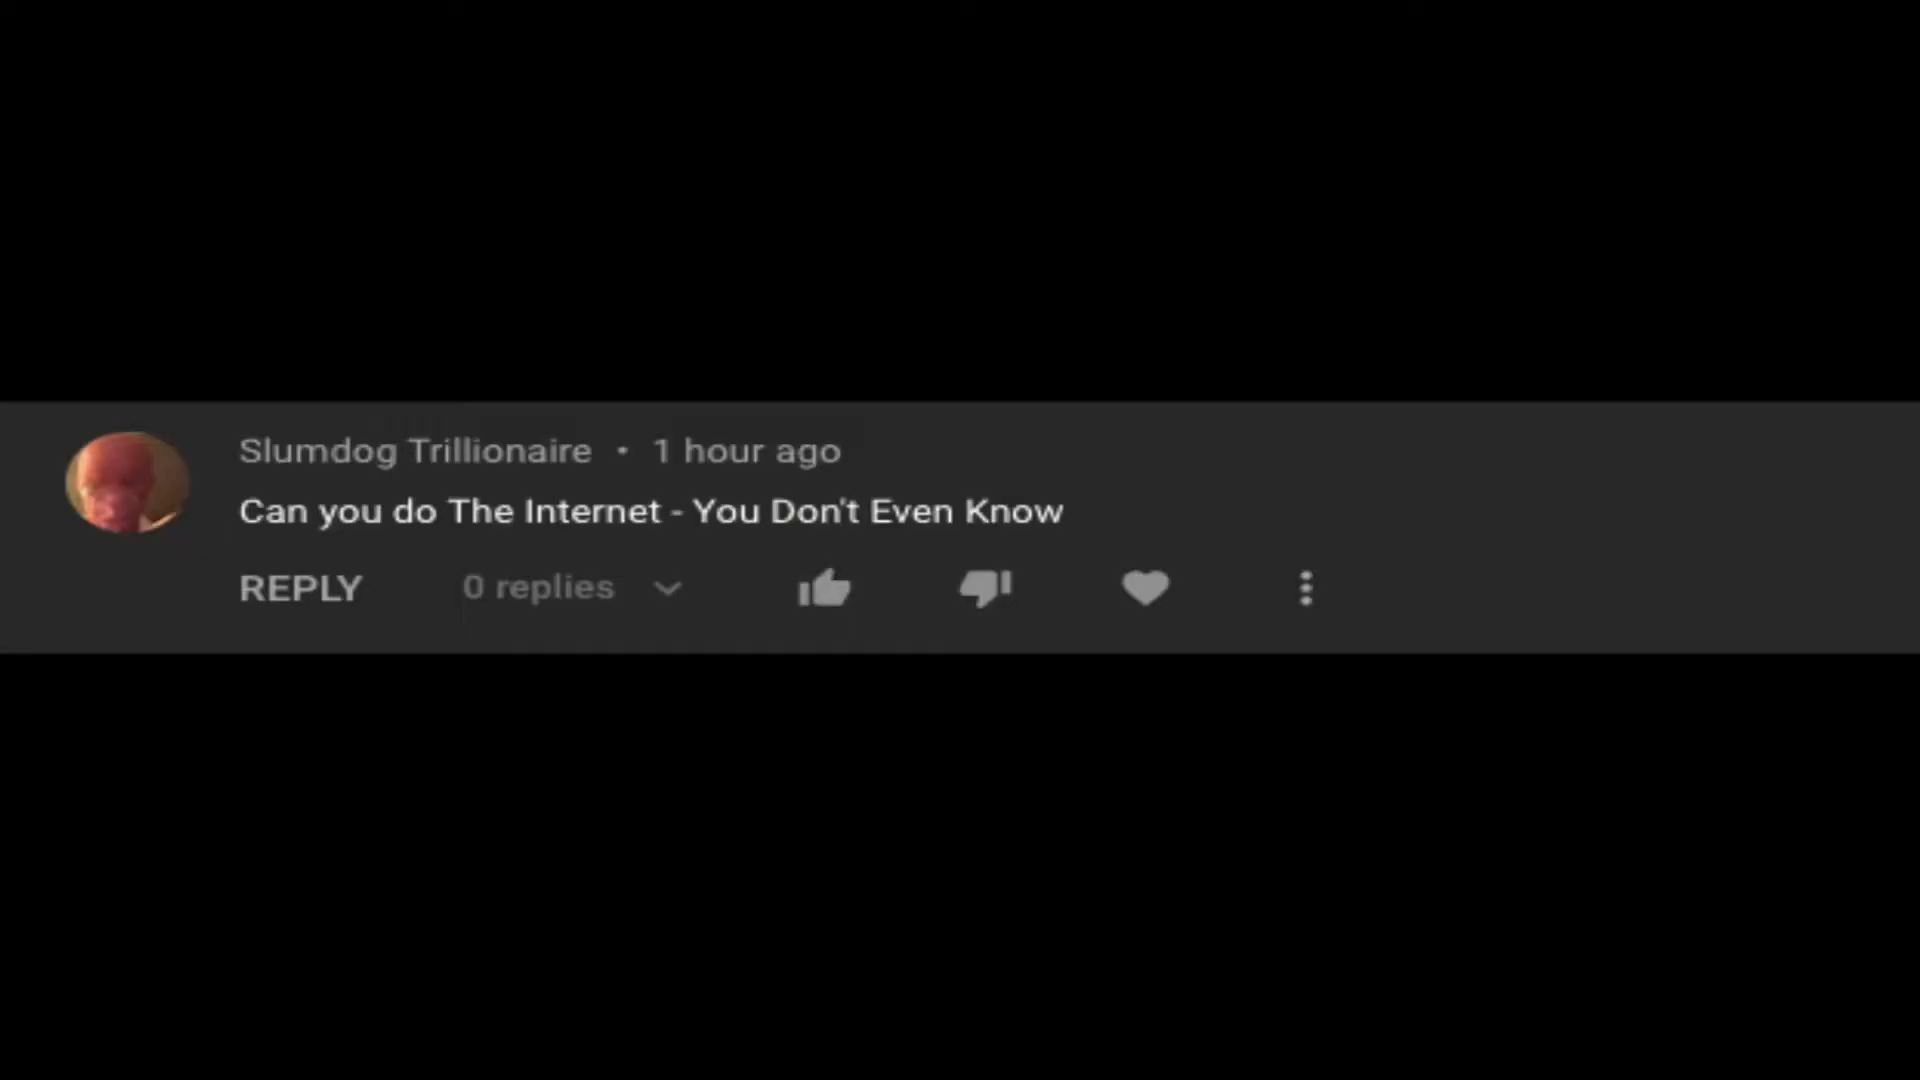 Slumdog Trillionaire • 1 hour ago
Can you do The Internet - You Don't Even Know
REPLY 0 replies